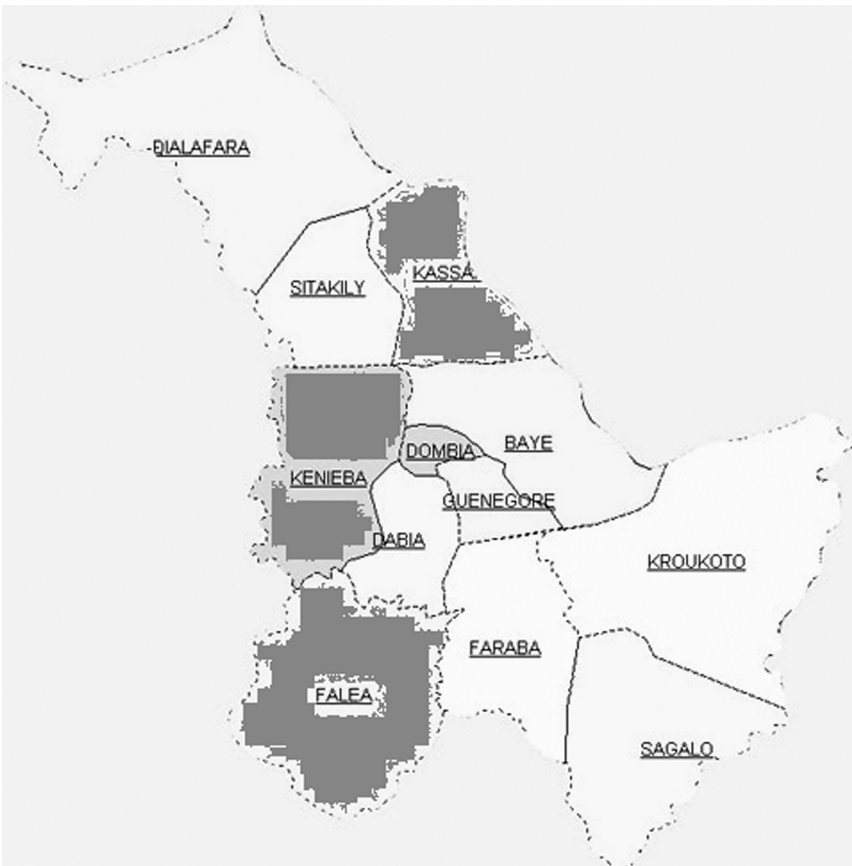 DIALAFARA
KASSA.
SITAKILY
BAYE
DOMBIA
KENIEBA
GUENEGORE
DABIA
KROUKOTO
FARABA
FALEA
SAGALO